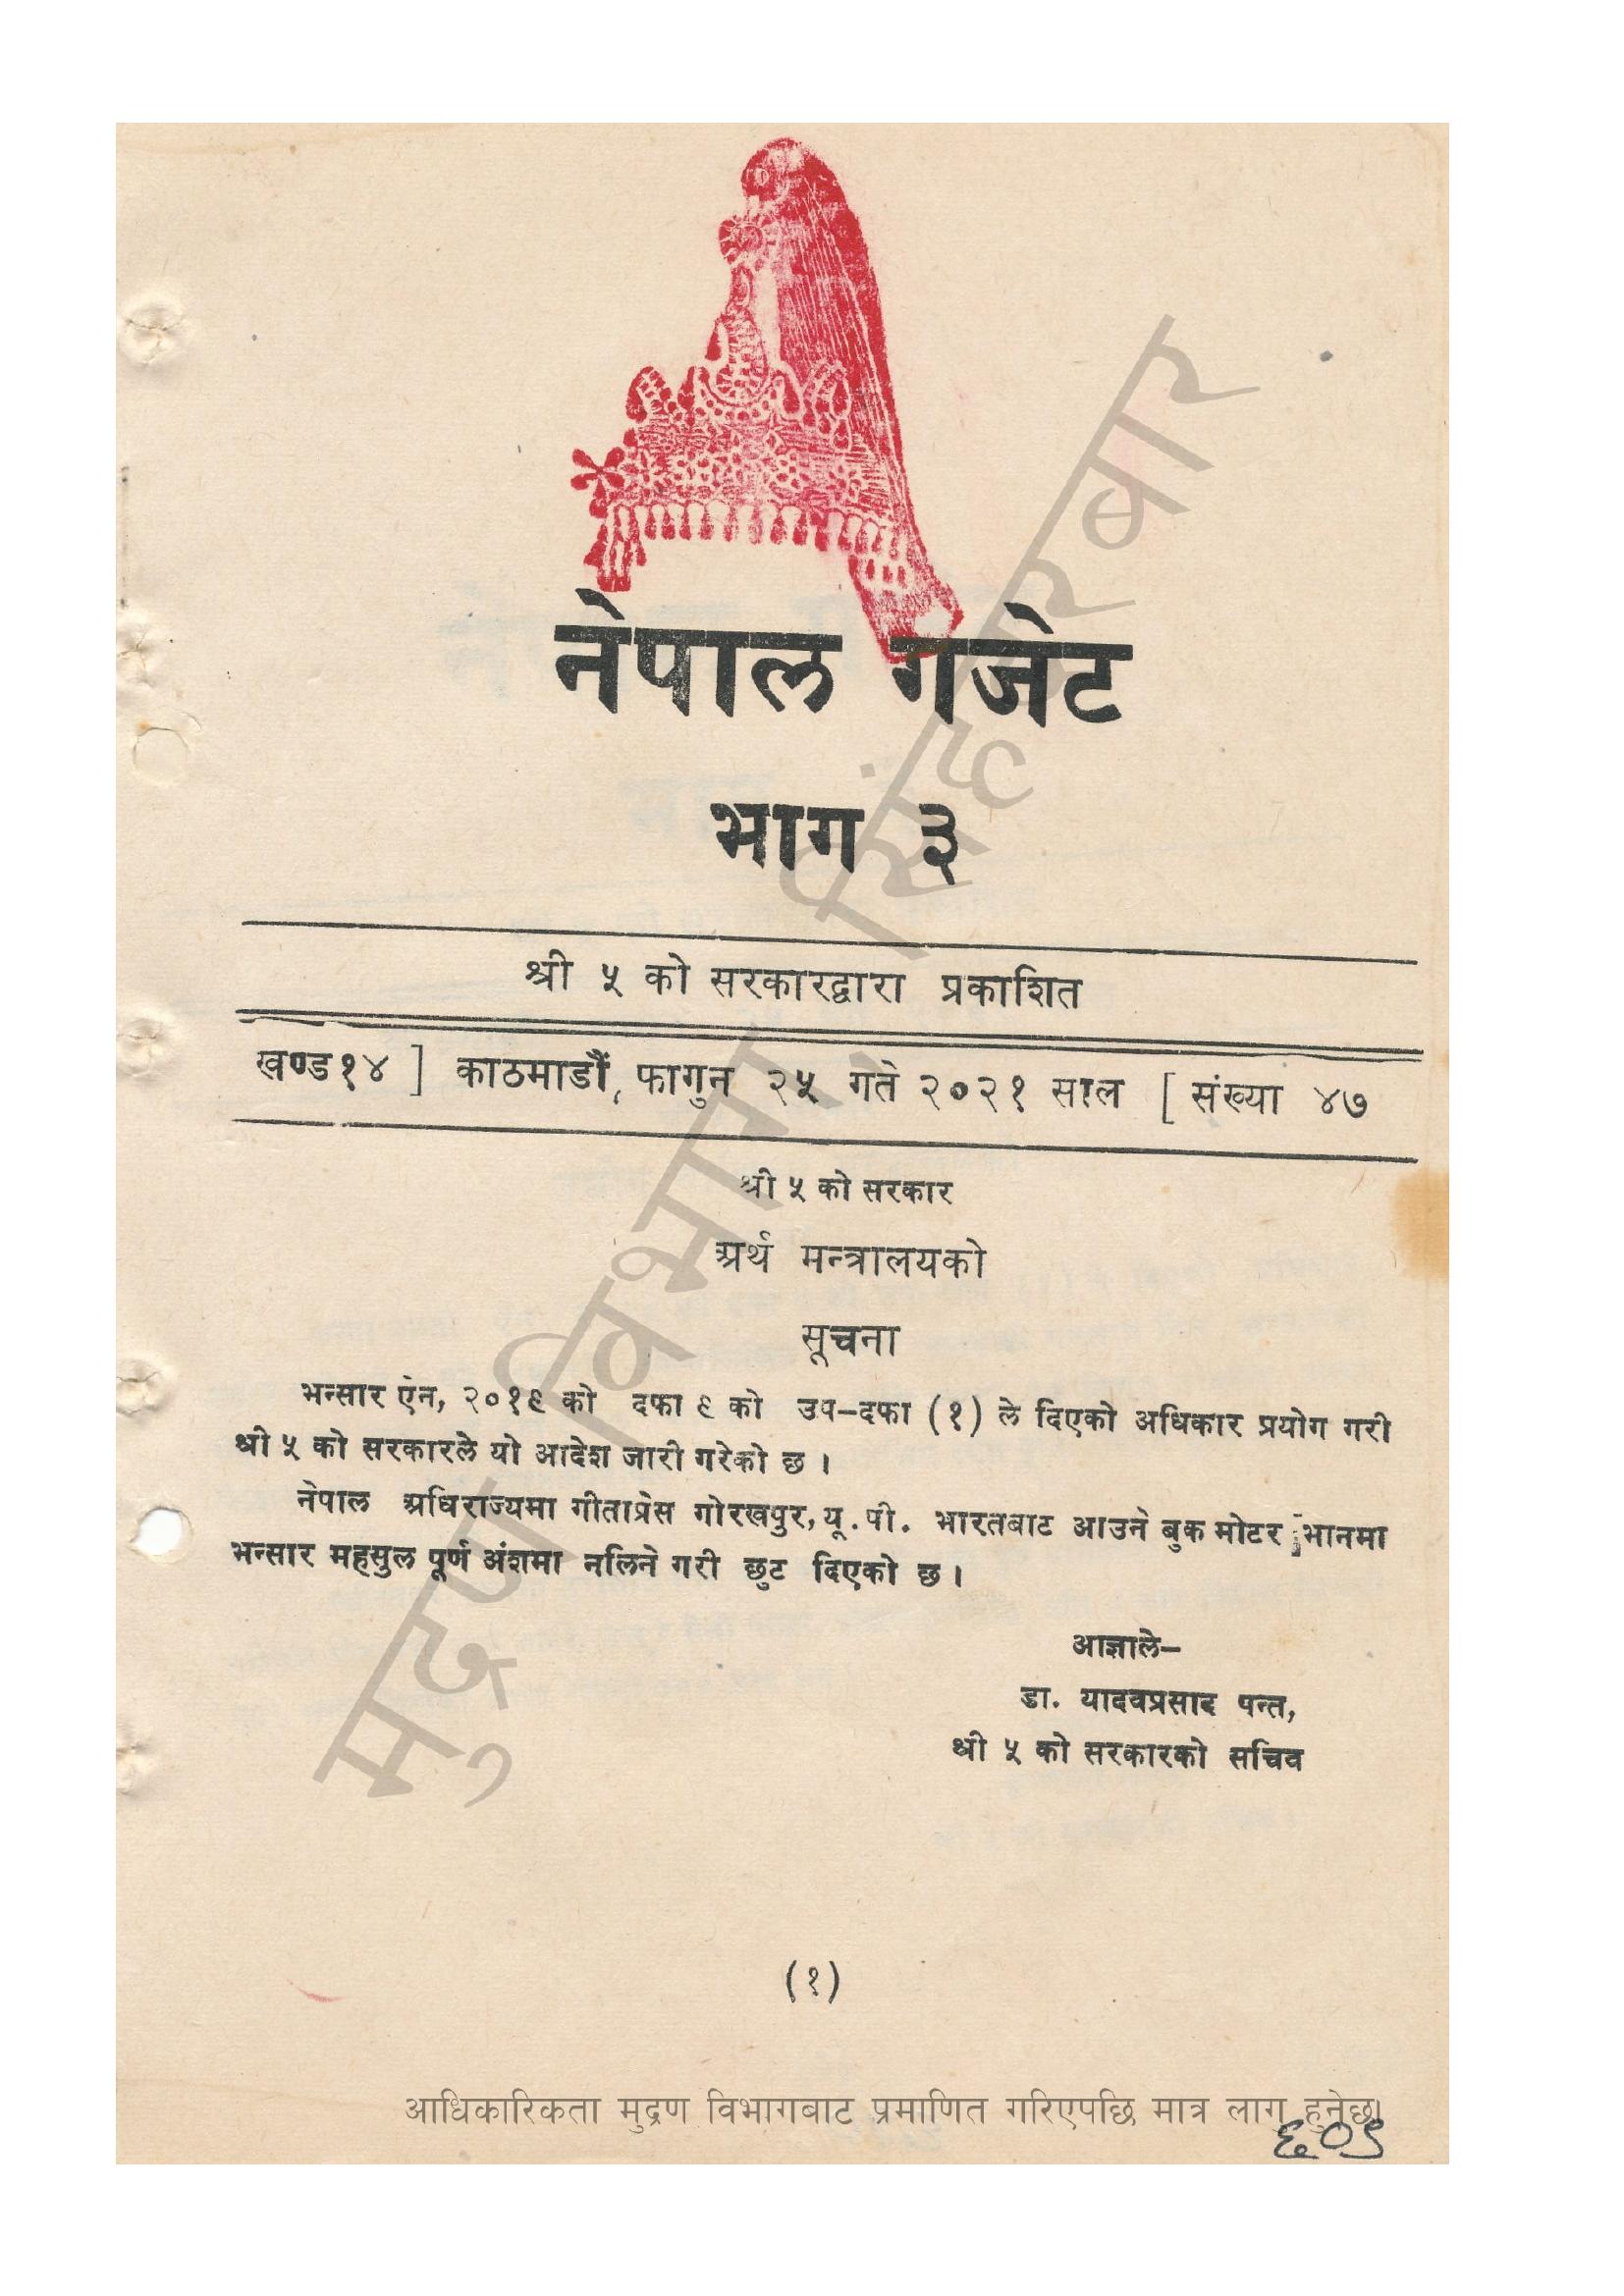 नेपाल गजेट
भाग ३
श्री ५ को सरकारद्वारा प्रकाशित
खण्ड१४ ] काठमाडौं, फागुन २५ गते २०२१ साल [ संख्या ४७
श्री ५ को सरकार
अर्थ मन्त्रालयको
सूचना
भन्सार ऐन, २०१९ को दफा ९ को उप-दफा (१) ले दिएको अधिकार प्रयोग गरी
श्री ५ को सरकारले यो आदेश जारी गरेको छ ।
नेपाल अधिराज्यमा गीताप्रेस गोरखपुर, यू.पी. भारतबाट आउने बुक मोटर भानमा
भन्सार महसुल पूर्ण अंशमा नलिने गरी छुट दिएको छ ।
आज्ञाले-
डा. यादवप्रसाद पन्त,
श्री ५ को सरकारको सचिव
(१)
मुद्रण विभाग, सिंहदरबार
आधिकारिकता मुद्रण विभागबाट प्रमाणित गरिएपछि मात्र लागु हुनेछ।